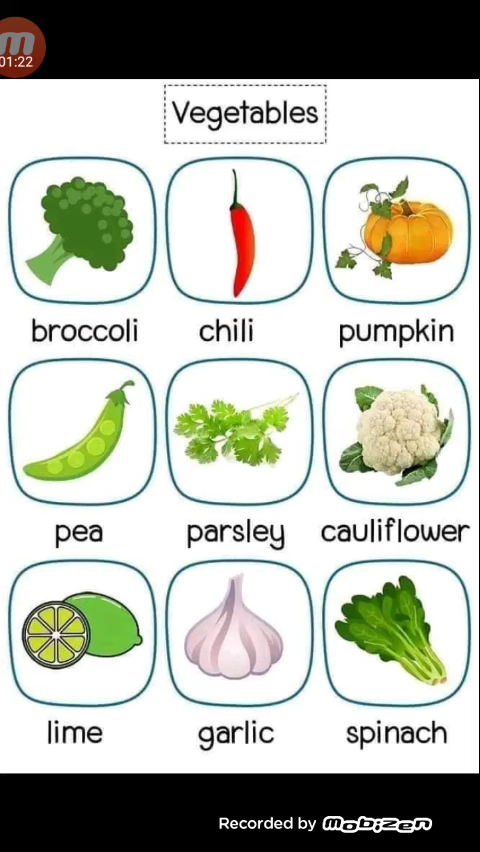 m
01:22
Vegetables
broccoli chili pumpkin
pea parsley cauliflower
lime garlic spinach
Recorded by mobizen